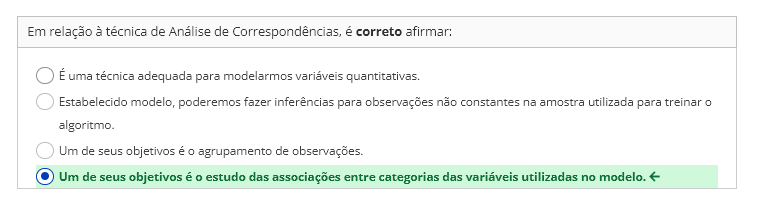 Em relação à técnica de Análise de Correspondências, é correto afirmar:
É uma técnica adequada para modelarmos variáveis quantitativas.
Estabelecido modelo, poderemos fazer inferências para observações não constantes na amostra utilizada para treinar o
algoritmo.
Um de seus objetivos é o agrupamento de observações.
Um de seus objetivos é o estudo das associações entre categorias das variáveis utilizadas no modelo. ←